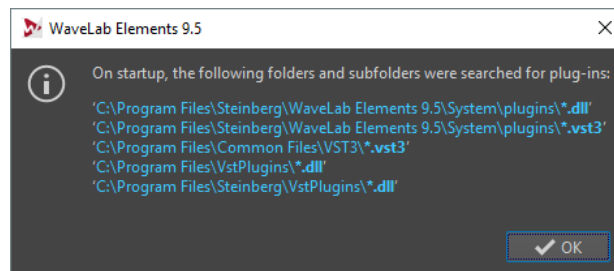 WaveLab Elements 9.5
On startup, the following folders and subfolders were searched for plug-ins:
'C:\Program Files\Steinberg\WaveLab Elements 9.5\System\plugins\*.dll'
'C:\Program Files\Steinberg\WaveLab Elements 9.5\System\plugins\*.vst3'
'C:\Program Files\Common Files\VST3\*.vst3'
'C:\Program Files\VstPlugins\*.dll'
'C:\Program Files\Steinberg\VstPlugins\*.dll'
OK